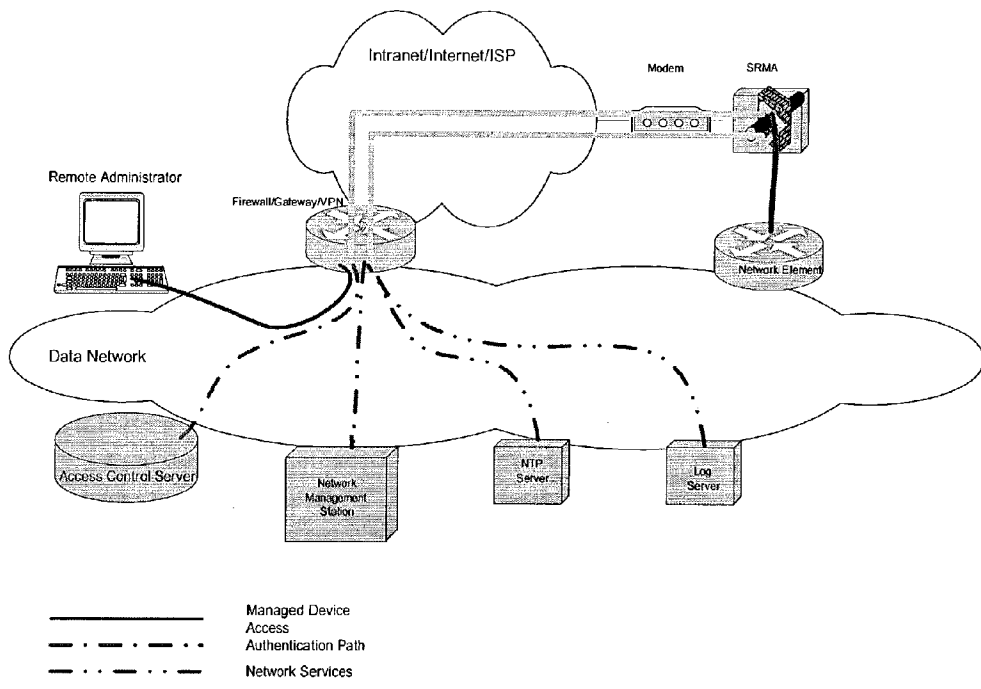 Intranet/Internet/ISP
Modem
SRMA
Remote Administrator
Firewall/Gateway/VPN
Network Element
Data Network
Access Control Server
Network
Management
Station
NTP
Server
Log
Server
Managed Device
Access
Authentication Path
Network Services